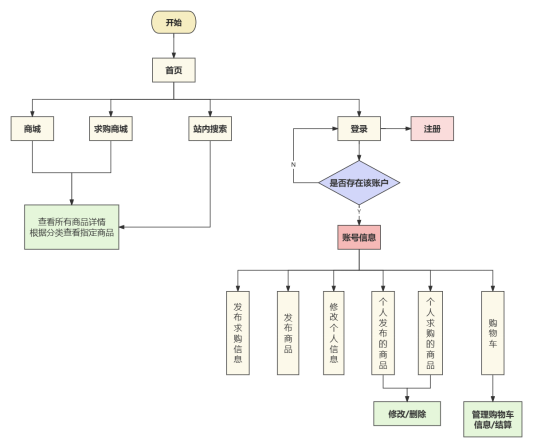 开始
首页
商城
求购商城
站内搜索
登录
注册
N
是否存在该账户
Y
查看所有商品详情
根据分类查看指定商品
账号信息
发布求购信息
发布商品
修改个人信息
个人发布的商品
个人求购的商品
购物车
修改/删除
管理购物车
信息/结算